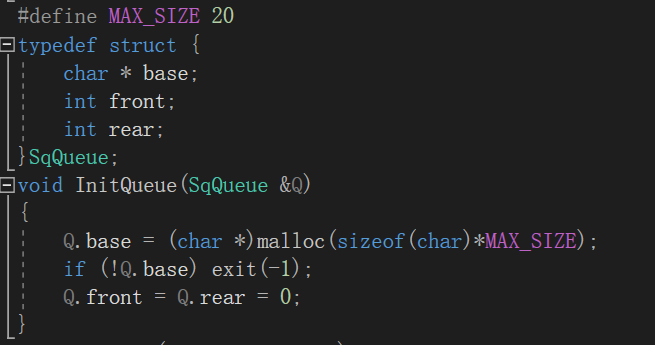 #define MAX_SIZE 20
typedef struct {
char * base;
int front;
int rear;
}SqQueue;
void InitQueue(SqQueue &Q)
{
Q.base = (char *)malloc(sizeof(char)*MAX_SIZE);
if (!Q.base) exit(-1);
Q.front = Q.rear = 0;
}